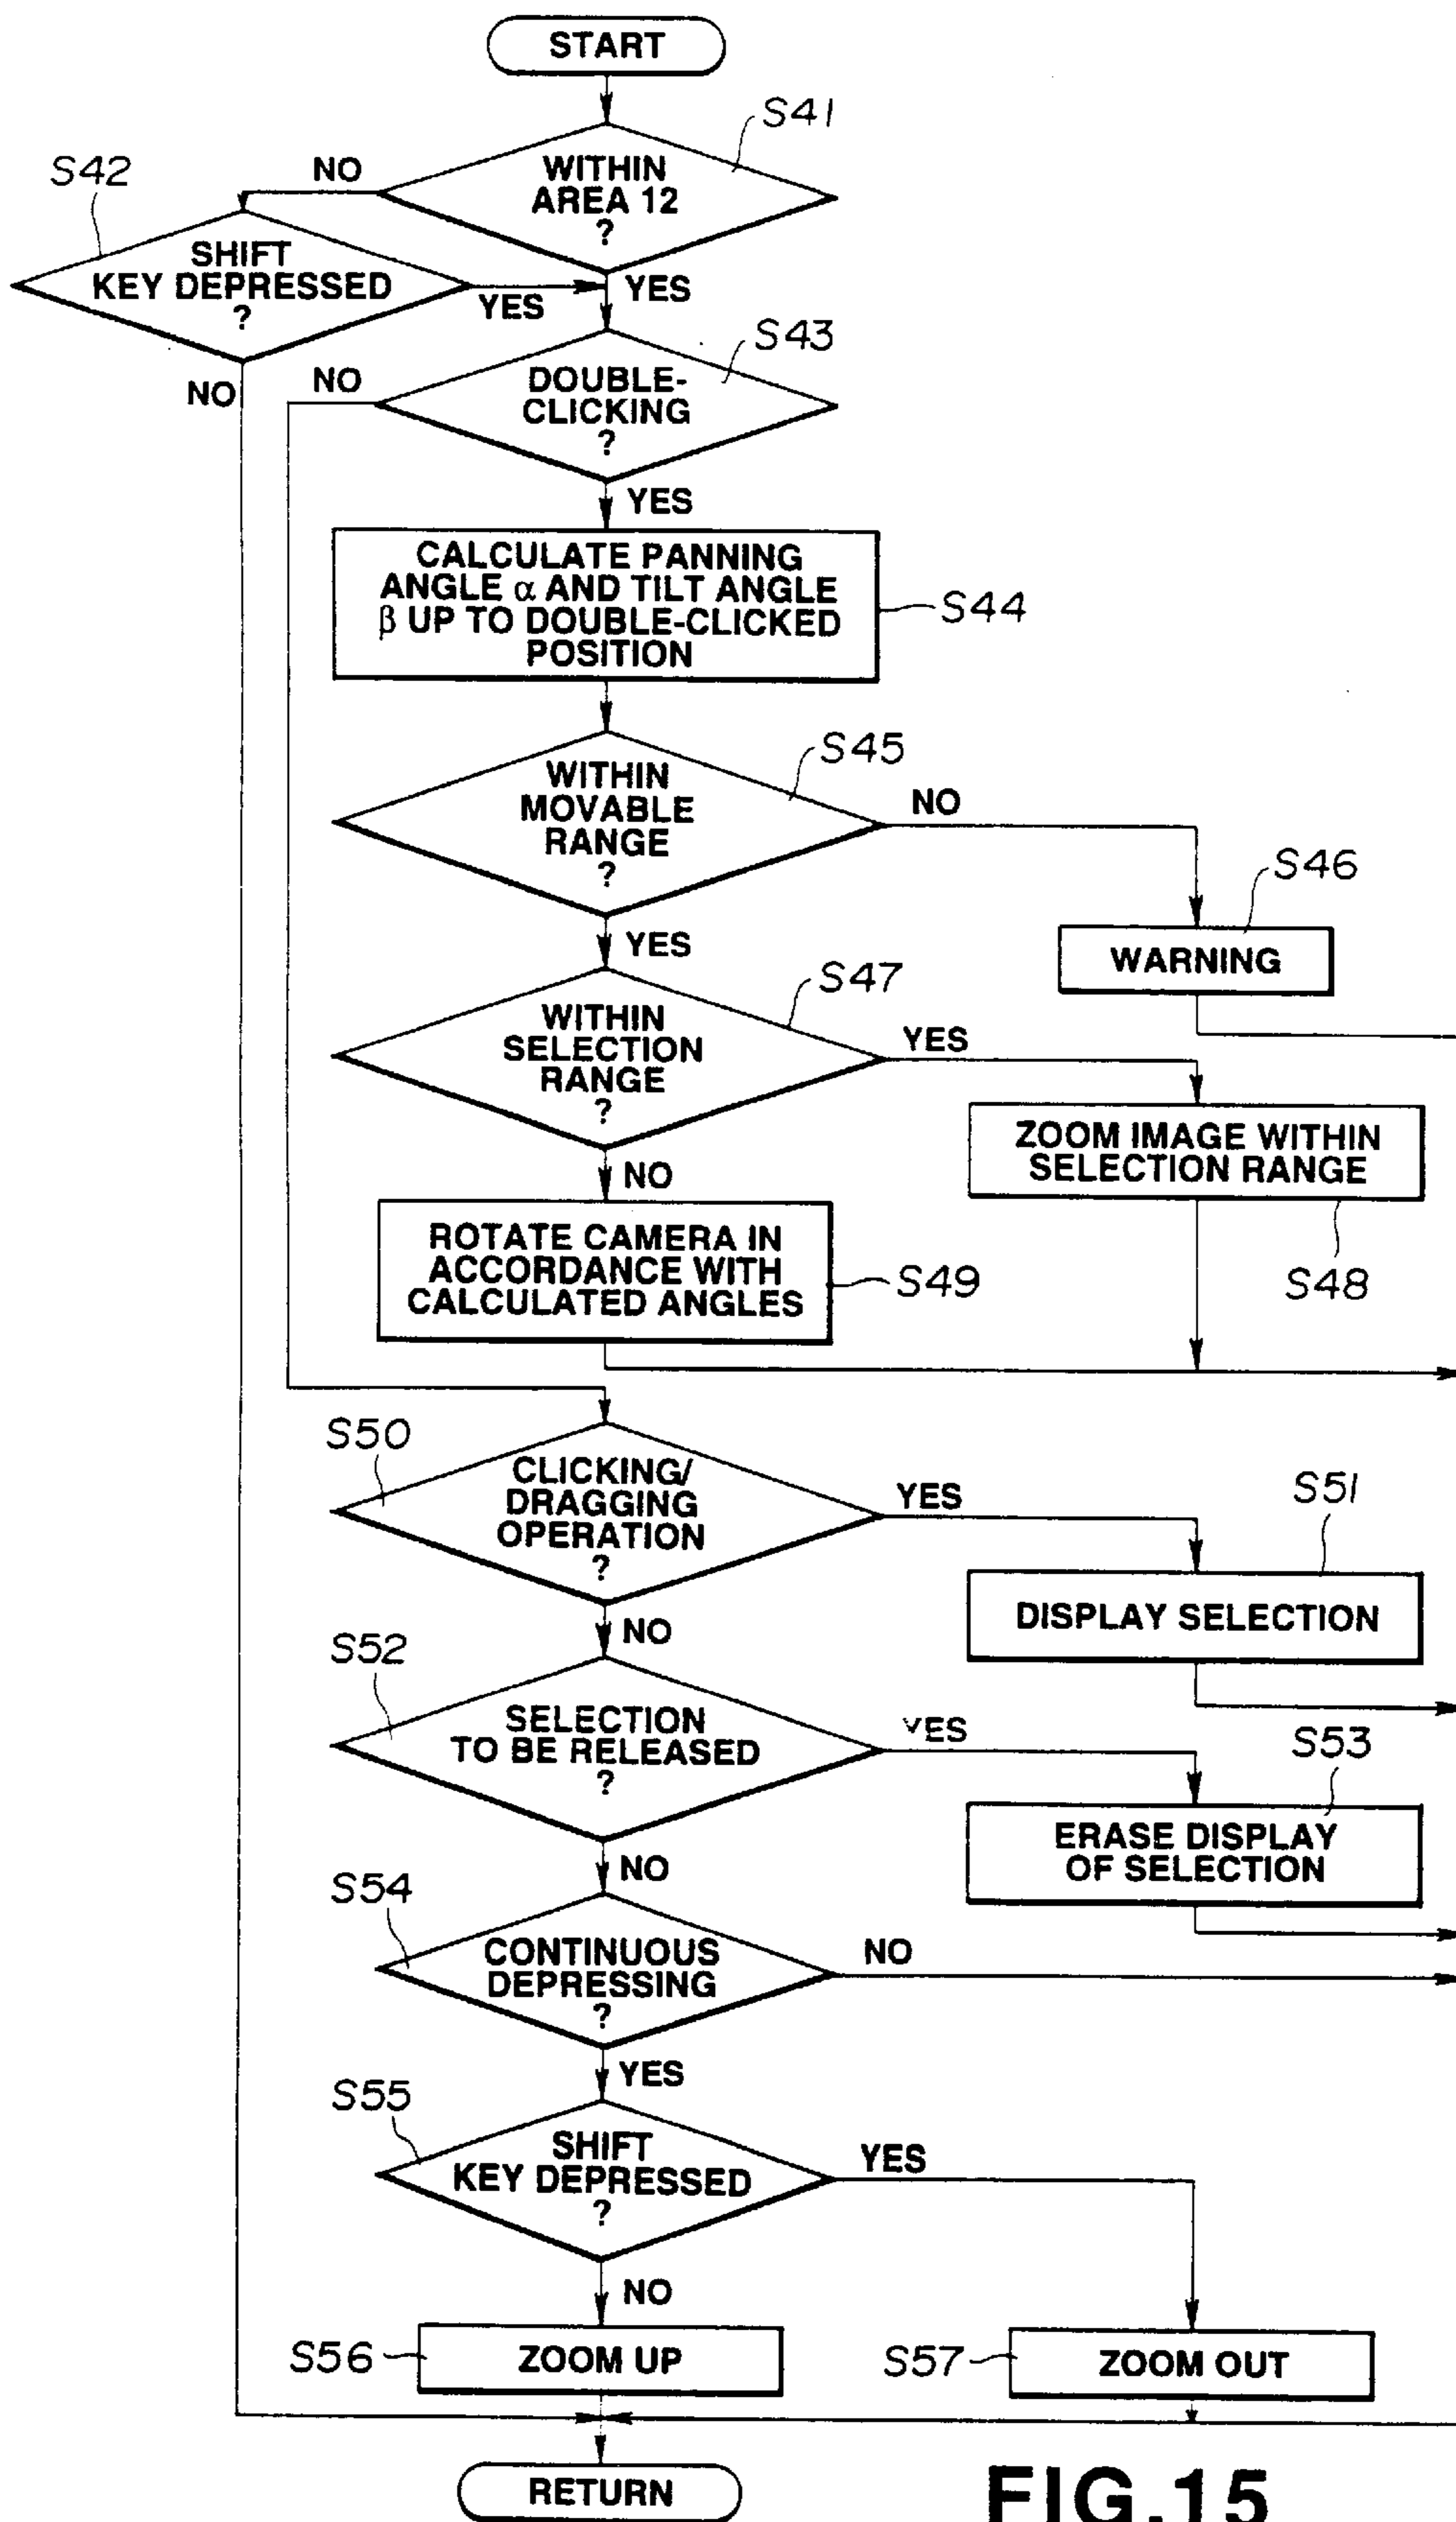 START
S41
WITHIN
AREA 12
?
NO
S42
SHIFT
KEY DEPRESSED
?
YES
YES
NO
S43
DOUBLE-
CLICKING
?
NO
YES
CALCULATE PANNING
ANGLE α AND TILT ANGLE
β UP TO DOUBLE-CLICKED
POSITION
S44
S45
WITHIN
MOVABLE
RANGE
?
NO
S46
WARNING
YES
S47
WITHIN
SELECTION
RANGE
?
YES
ZOOM IMAGE WITHIN
SELECTION RANGE
S48
NO
ROTATE CAMERA IN
ACCORDANCE WITH
CALCULATED ANGLES
S49
S50
CLICKING/
DRAGGING
OPERATION
?
YES
S51
DISPLAY SELECTION
NO
S52
SELECTION
TO BE RELEASED
?
YES
S53
ERASE DISPLAY
OF SELECTION
NO
S54
CONTINUOUS
DEPRESSING
?
NO
YES
S55
SHIFT
KEY DEPRESSED
?
YES
NO
S56
ZOOM UP
S57
ZOOM OUT
RETURN
FIG.15